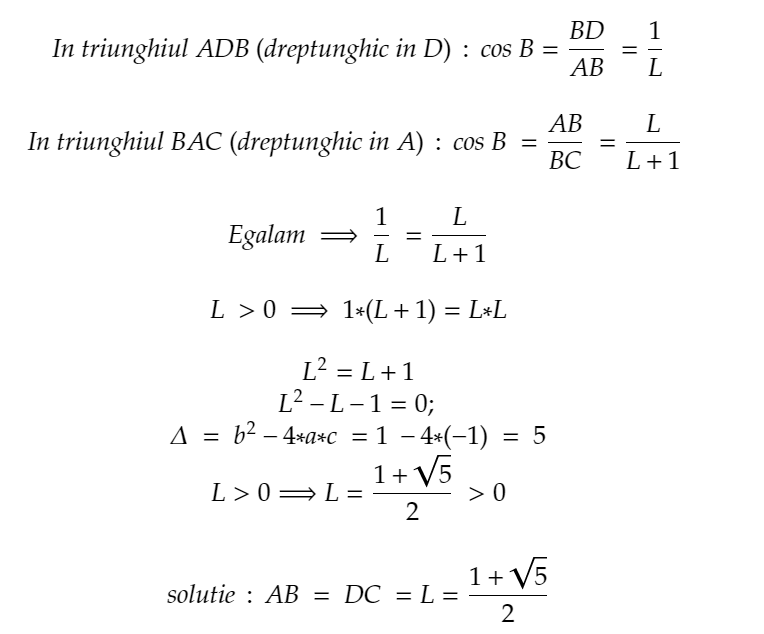 In triunghiul ADB (dreptunghic in D) : cos B = BD/AB = 1/L
In triunghiul BAC (dreptunghic in A) : cos B = AB/BC = L/(L+1)
Egalam ⟹ 1/L = L/(L+1)
L > 0 ⟹ 1*(L+1) = L*L
L² = L+1
L² – L – 1 = 0;
Δ = b² – 4*a*c = 1 – 4*(–1) = 5
L > 0 ⟹ L = (1+√5)/2 > 0
solutie : AB = DC = L = (1+√5)/2